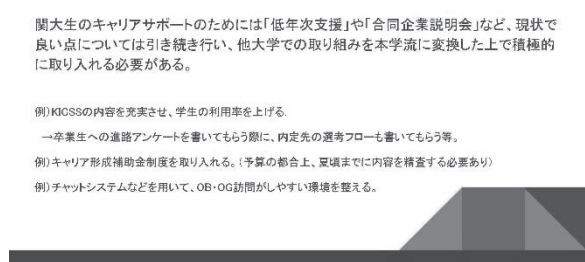 関大生のキャリアサポートのためには「低年次支援」や「合同企業説明会」など、現状で
良い点については引き続き行い、他大学での取り組みを本学流に変換した上で積極的
に取り入れる必要がある。
例)KICSSの内容を充実させ、学生の利用率を上げる.
→卒業生への進路アンケートを書いてもらう際に、内定先の選考フローも書いてもらう等。
例)キャリア形成補助金制度を取り入れる。(予算の都合上、夏頃までに内容を精査する必要あり)
例)チャットシステムなどを用いて、OB・OG訪問がしやすい環境を整える。